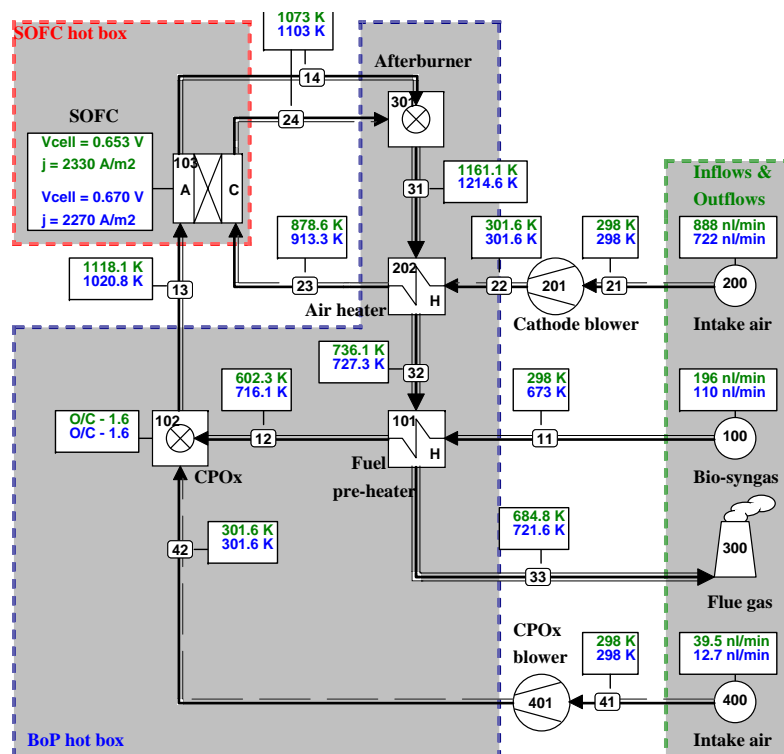 1073 K
1103 K
SOFC hot box
Afterburner
14
301
SOFC
24
Vcell = 0.653 V
j = 2330 A/m2
Vcell = 0.670 V
j = 2270 A/m2
103
A
C
31
1161.1 K
1214.6 K
Inflows &
Outflows
878.6 K
913.3 K
301.6 K
301.6 K
298 K
298 K
888 nl/min
722 nl/min
1118.1 K
1020.8 K
13
23
202
H
22
201
21
200
Air heater
Cathode blower
Intake air
736.1 K
727.3 K
32
602.3 K
716.1 K
298 K
673 K
196 nl/min
110 nl/min
O/C - 1.6
O/C - 1.6
102
12
101
H
11
100
CPOx
Fuel
pre-heater
Bio-syngas
301.6 K
301.6 K
42
684.8 K
721.6 K
33
300
Flue gas
CPOx
blower
298 K
298 K
39.5 nl/min
12.7 nl/min
401
41
400
BoP hot box
Intake air